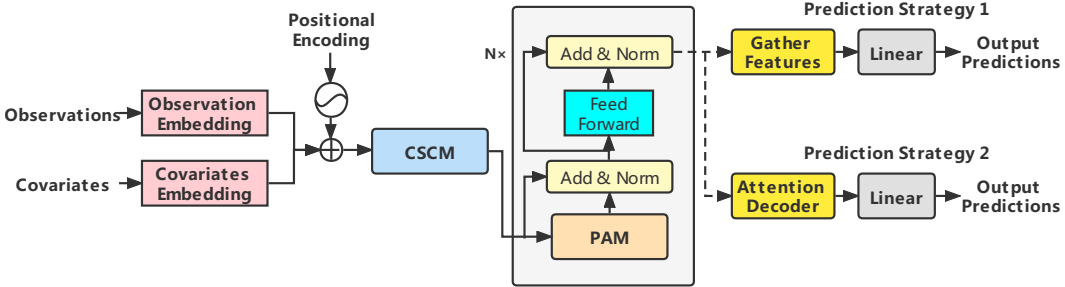 Positional
Encoding
Observations
Observation
Embedding
Covariates
Covariates
Embedding
CSCM
N×
Add & Norm
Feed
Forward
Add & Norm
PAM
Prediction Strategy 1
Gather
Features
Linear
Output
Predictions
Prediction Strategy 2
Attention
Decoder
Linear
Output
Predictions